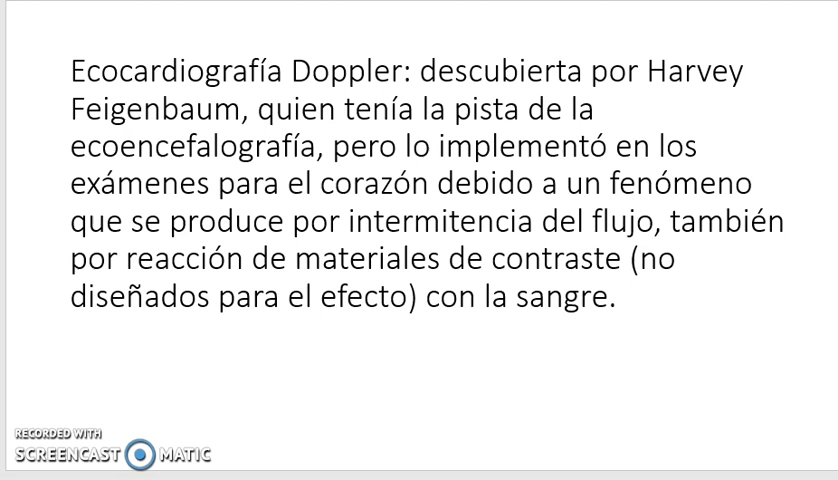 Ecocardiografía Doppler: descubierta por Harvey
Feigenbaum, quien tenía la pista de la
ecoencefalografía, pero lo implementó en los
exámenes para el corazón debido a un fenómeno
que se produce por intermitencia del flujo, también
por reacción de materiales de contraste (no
diseñados para el efecto) con la sangre.
RECORDED WITH
SCREENCAST MATIC